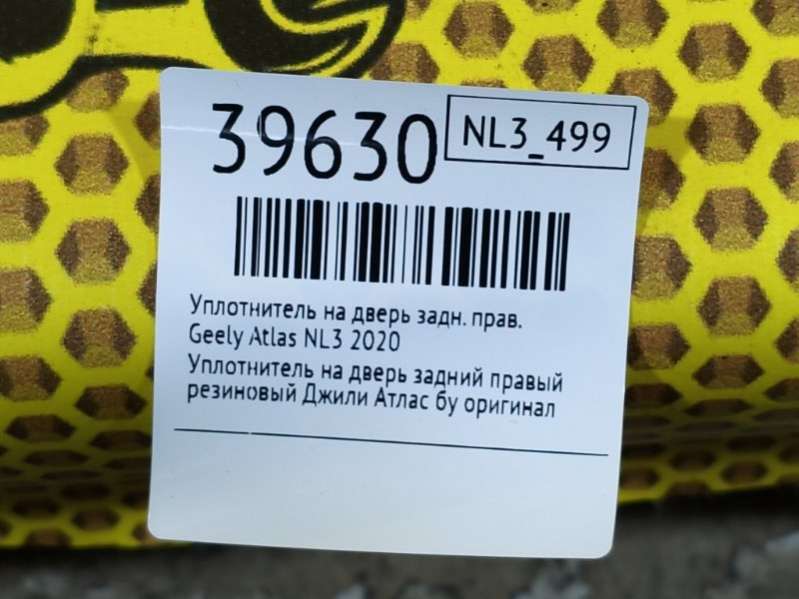 39630
NL3_499
Уплотнитель на дверь задн. прав.
Geely Atlas NL3 2020
Уплотнитель на дверь задний правый
резиновый Джили Атлас бу оригинал